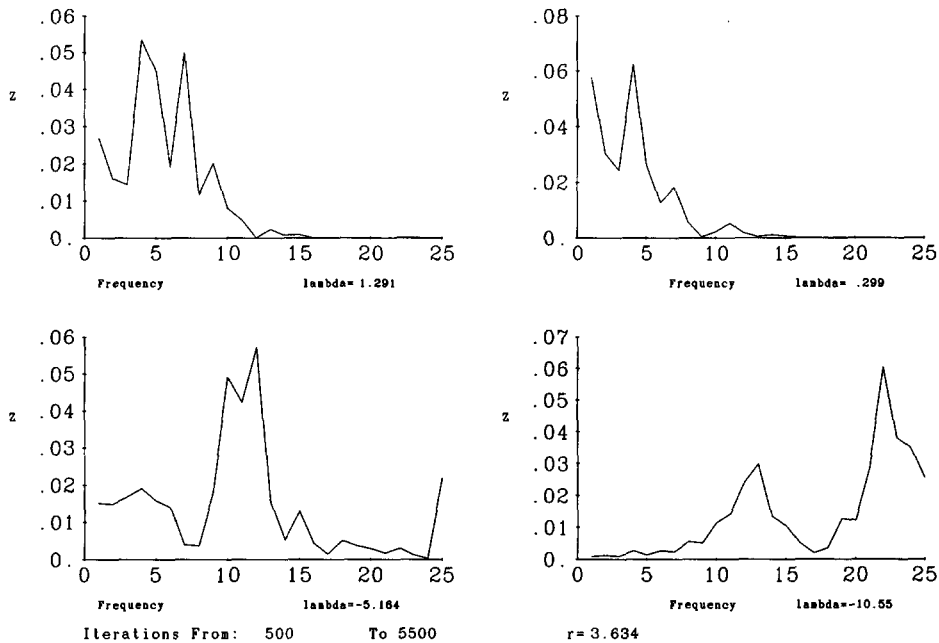 .06
.05
.04
.03
.02
.01
0.
Z
0 5 10 15 20 25
Frequency lambda= 1.291
.08
.06
.04
.02
0.
Z
0 5 10 15 20 25
Frequency lambda= .299
.06
.05
.04
.03
.02
.01
0.
Z
0 5 10 15 20 25
Frequency lambda=-5.164
.07
.06
.05
.04
.03
.02
.01
0.
Z
0 5 10 15 20 25
Frequency lambda=-10.55
Iterations From: 500 To 5500 r= 3.634